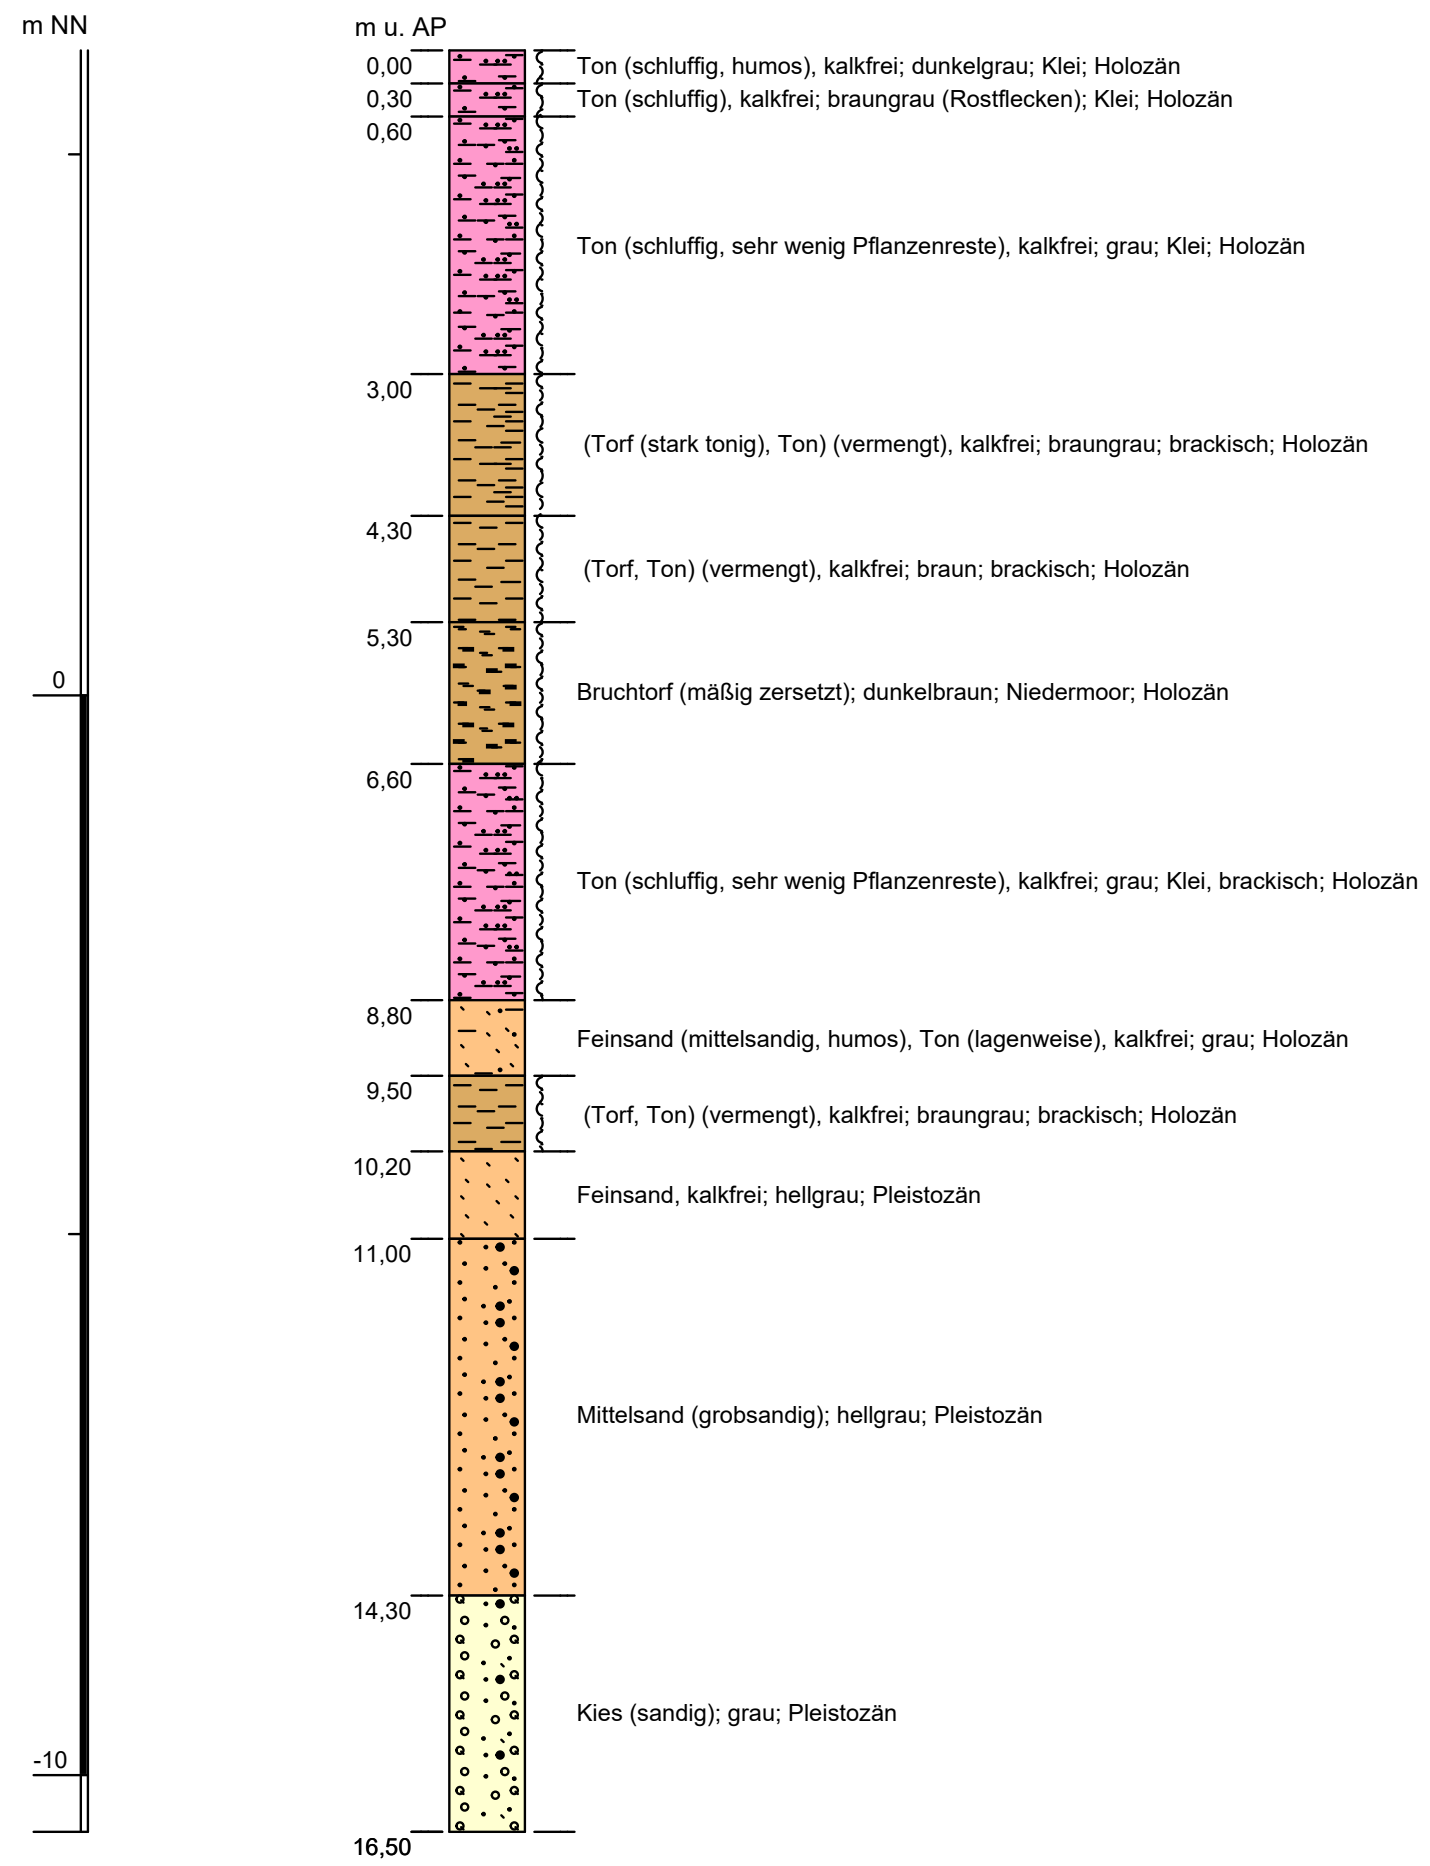 m NN
m u. AP
0,00 Ton (schluffig, humos), kalkfrei; dunkelgrau; Klei; Holozän
0,30 Ton (schluffig), kalkfrei; braungrau (Rostflecken); Klei; Holozän
0,60
Ton (schluffig, sehr wenig Pflanzenreste), kalkfrei; grau; Klei; Holozän
3,00
(Torf (stark tonig), Ton) (vermengt), kalkfrei; braungrau; brackisch; Holozän
4,30
(Torf, Ton) (vermengt), kalkfrei; braun; brackisch; Holozän
5,30
0
Bruchtorf (mäßig zersetzt); dunkelbraun; Niedermoor; Holozän
6,60
Ton (schluffig, sehr wenig Pflanzenreste), kalkfrei; grau; Klei, brackisch; Holozän
8,80
Feinsand (mittelsandig, humos), Ton (lagenweise), kalkfrei; grau; Holozän
9,50
(Torf, Ton) (vermengt), kalkfrei; braungrau; brackisch; Holozän
10,20
Feinsand, kalkfrei; hellgrau; Pleistozän
11,00
Mittelsand (grobsandig); hellgrau; Pleistozän
14,30
Kies (sandig); grau; Pleistozän
-10
16,50